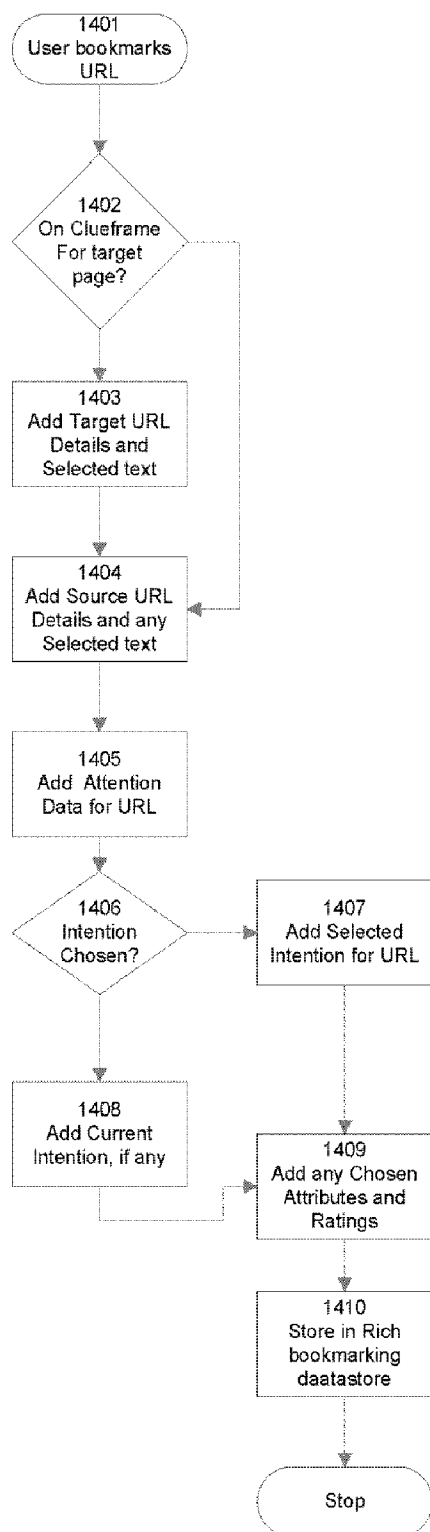 1401
User bookmarks
URL
1402
On Clueframe
For target
page?
1403
Add Target URL
Details and
Selected text
1404
Add Source URL
Details and any
Selected text
1405
Add Attention
Data for URL
1406
Intention
Chosen?
1407
Add Selected
Intention for URL
1408
Add Current
Intention, if any
1409
Add any Chosen
Attributes and
Ratings
1410
Store in Rich
bookmarking
daatastore
Stop